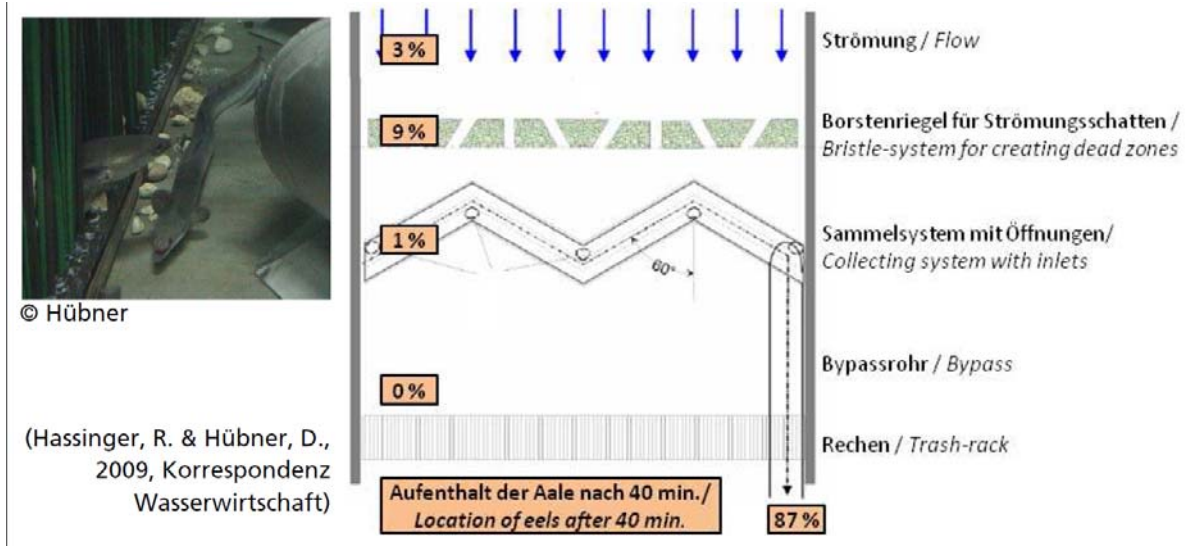 © Hübner
(Hassinger, R. & Hübner, D.,
2009, Korrespondenz
Wasserwirtschaft)
3 %
Strömung / Flow
9 %
Borstenriegel für Strömungsschatten /
Bristle-system for creating dead zones
1 %
60°
Sammelsystem mit Öffnungen/
Collecting system with inlets
Bypassrohr / Bypass
0 %
Rechen / Trash-rack
Aufenthalt der Aale nach 40 min./
Location of eels after 40 min.
87 %